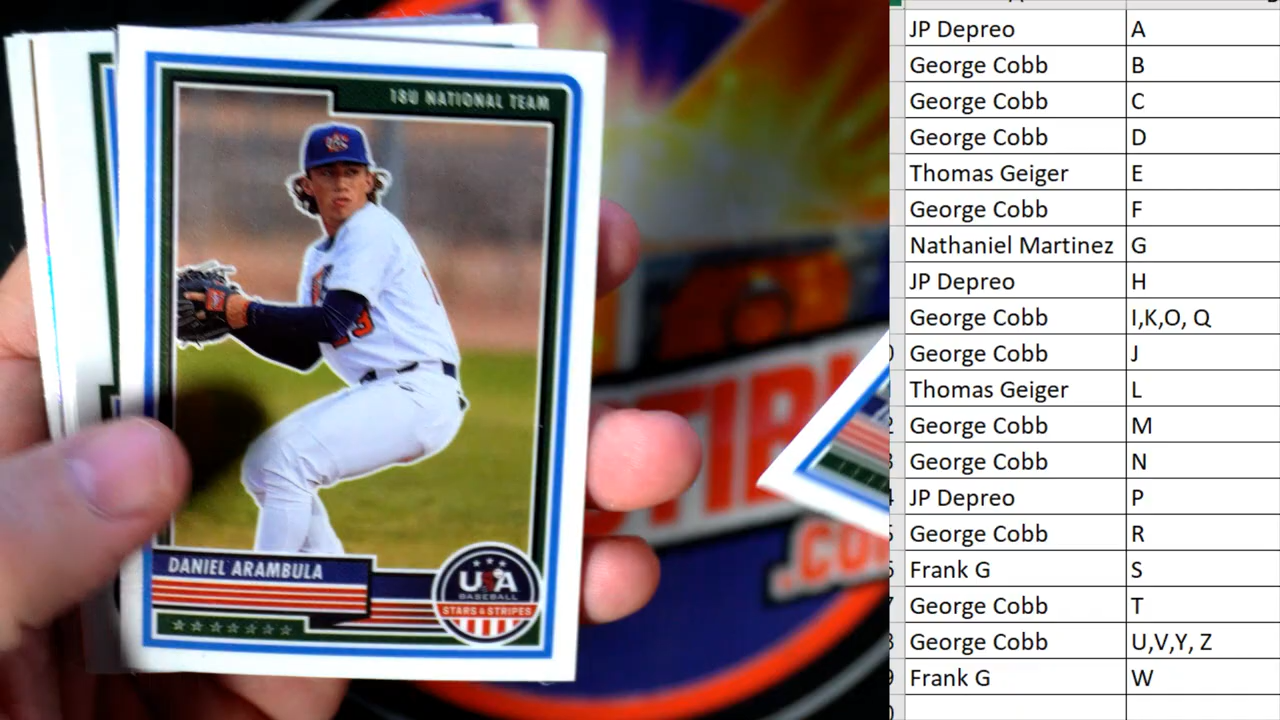 18U NATIONAL TEAM
DANIEL ARAMBULA
USA
BASEBALL
STARS & STRIPES
JP Depreo A
George Cobb B
George Cobb C
George Cobb D
Thomas Geiger E
George Cobb F
Nathaniel Martinez G
JP Depreo H
George Cobb I,K,O, Q
George Cobb J
Thomas Geiger L
George Cobb M
George Cobb N
JP Depreo P
George Cobb R
Frank G S
George Cobb T
George Cobb U,V,Y, Z
Frank G W